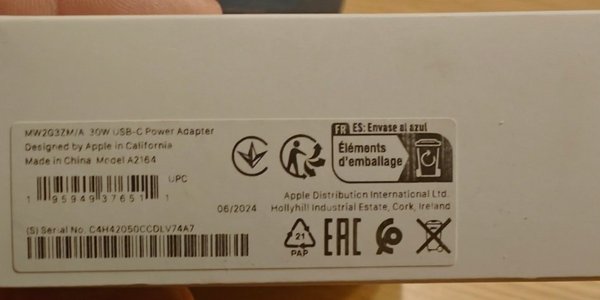 MW2G3ZM/A 30W USB-C Power Adapter
Designed by Apple in California
Made in China Model A2164
UPC
1 95949 37651 1
06/2024
(S) Serial No. C4H42050CCDLV74A7
FR ES: Envase al azul
Éléments
d'emballage
Apple Distribution International Ltd.
Hollyhill Industrial Estate, Cork, Ireland
21
PAP
EAC